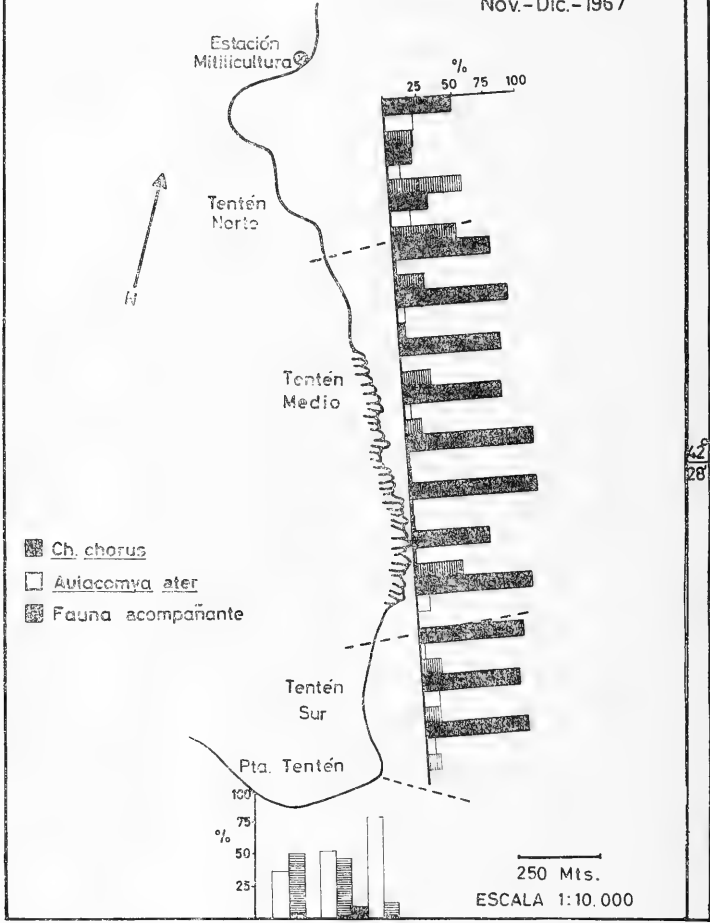 Nov.-Dic.-1967
Estación
Mitilicultura
%
25 50 75 100
Tentén
Norte
N
Tentén
Medio
42°
28'
Ch. chorus
Aulacomya ater
Fauna acompañante
Tentén
Sur
Pta. Tentén
100
75
%
50
25
250 Mts.
ESCALA 1:10.000